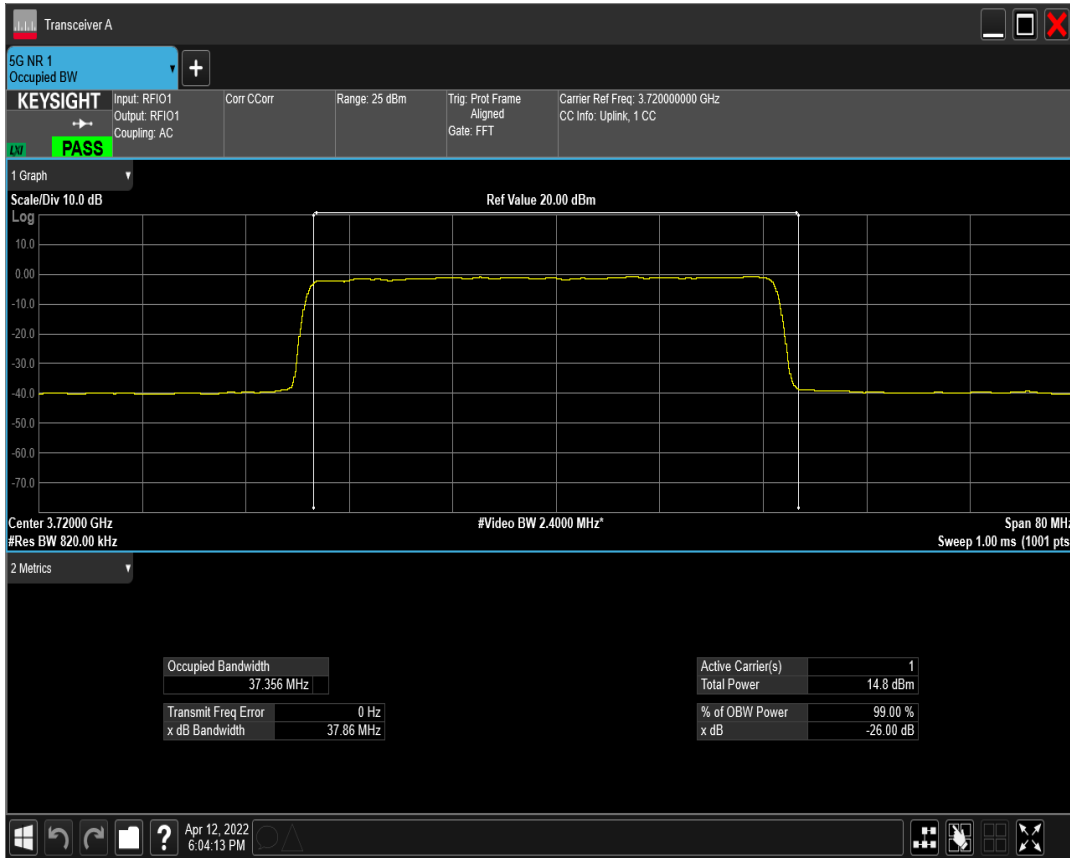 Transceiver A
5G NR 1
Occupied BW
+
KEYSIGHT
Input: RFIO1
Output: RFIO1
Coupling: AC
Corr CCorr
Range: 25 dBm
Trig: Prot Frame
Aligned
Gate: FFT
Carrier Ref Freq: 3.720000000 GHz
CC Info: Uplink, 1 CC
LXI
PASS
1 Graph
Scale/Div 10.0 dB
Ref Value 20.00 dBm
Log
10.0
0.00
-10.0
-20.0
-30.0
-40.0
-50.0
-60.0
-70.0
Center 3.72000 GHz
#Video BW 2.4000 MHz*
Span 80 MHz
#Res BW 820.00 kHz
Sweep 1.00 ms (1001 pts
2 Metrics
Occupied Bandwidth
37.356 MHz
Transmit Freq Error 0 Hz
x dB Bandwidth 37.86 MHz
Active Carrier(s) 1
Total Power 14.8 dBm
% of OBW Power 99.00 %
x dB -26.00 dB
?
Apr 12, 2022
6:04:13 PM